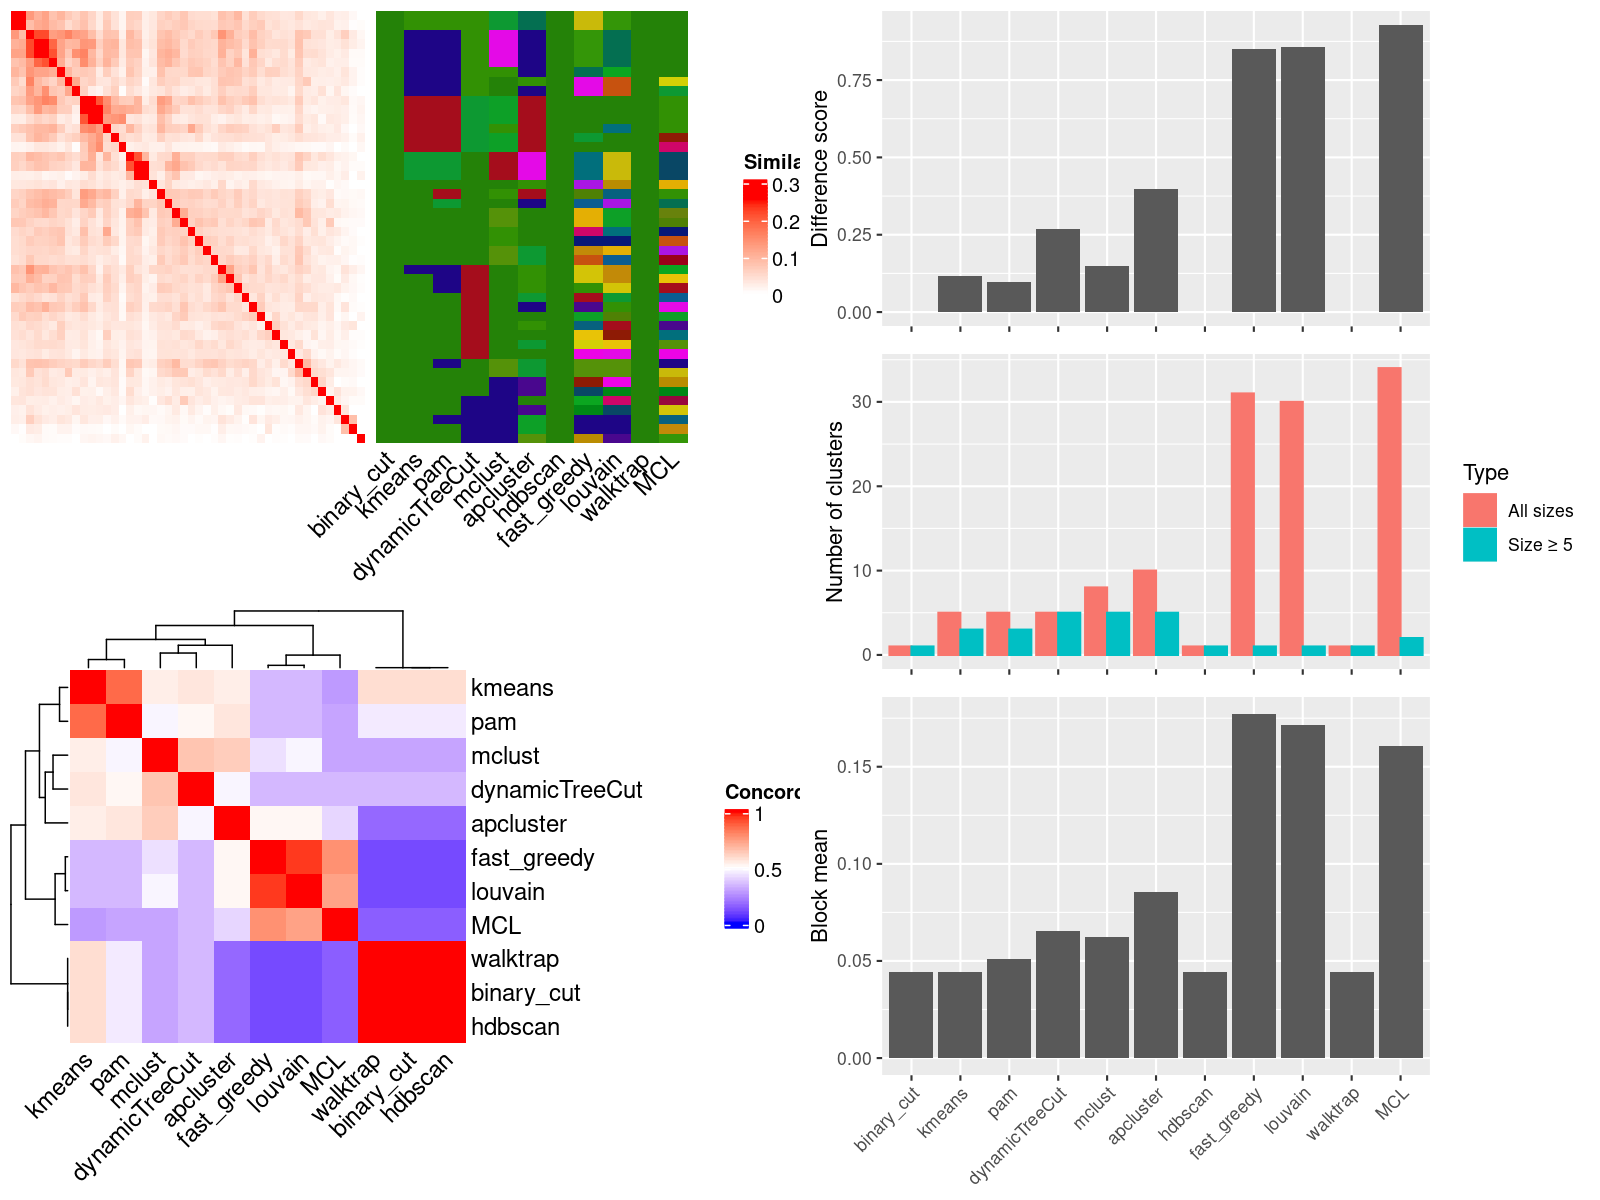 Simila
0.3
0.2
0.1
0
binary_cut
kmeans
pam
dynamicTreeCut
mclust
apcluster
hdbscan
fast_greedy
louvain
walktrap
MCL
Difference score
0.75
0.50
0.25
0.00
Number of clusters
30
20
10
0
Type
All sizes
Size ≥ 5
kmeans
pam
mclust
dynamicTreeCut
apcluster
fast_greedy
louvain
MCL
walktrap
binary_cut
hdbscan
kmeans
pam
mclust
dynamicTreeCut
apcluster
fast_greedy
louvain
MCL
walktrap
binary_cut
hdbscan
Concord
1
0.5
0
Block mean
0.15
0.10
0.05
0.00
binary_cut
kmeans
pam
dynamicTreeCut
mclust
apcluster
hdbscan
fast_greedy
louvain
walktrap
MCL